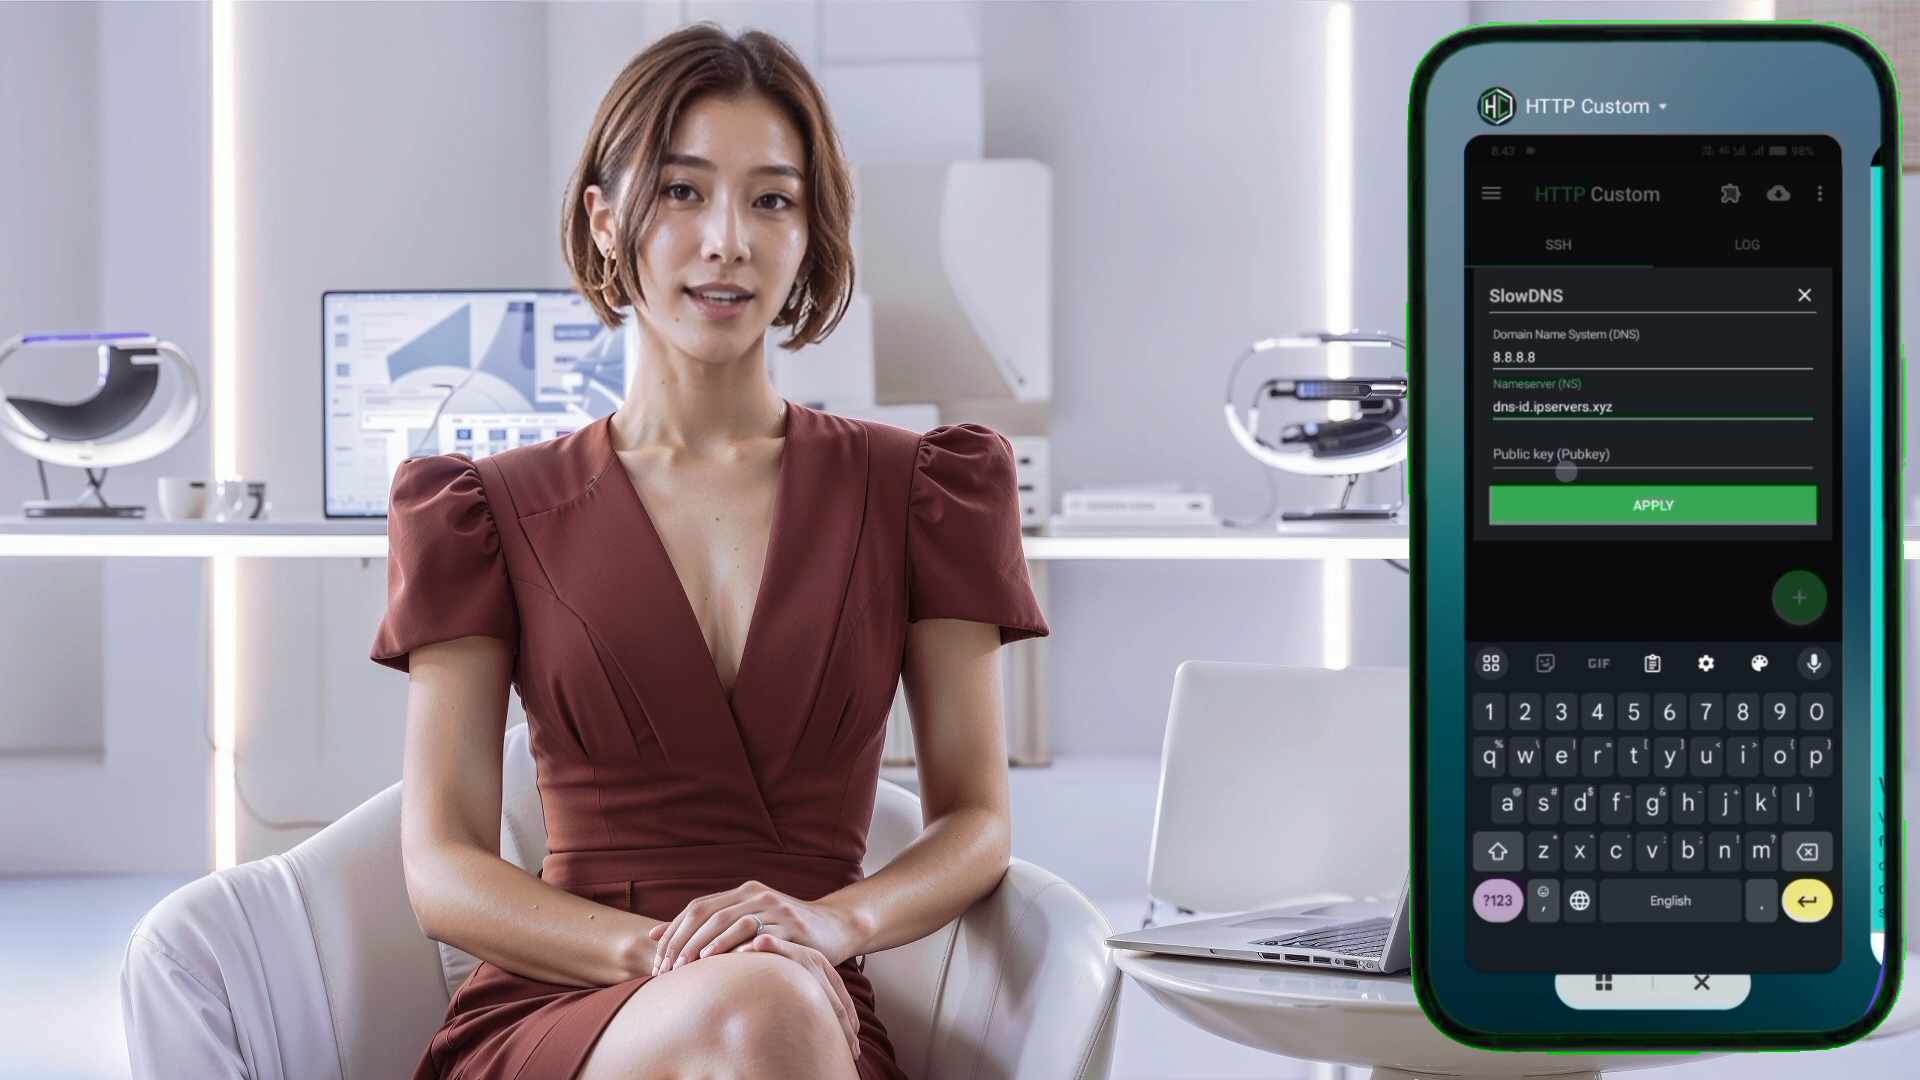 HTTP Custom
8:43
4G
98%
HTTP Custom
SSH
LOG
SlowDNS
Domain Name System (DNS)
8.8.8.8
Nameserver (NS)
dns-id.ipservers.xyz
Public key (Pubkey)
APPLY
GIF
1 2 3 4 5 6 7 8 9 0
q w e r t y u i o p
a s d f g h j k l
z x c v b n m
?123
English